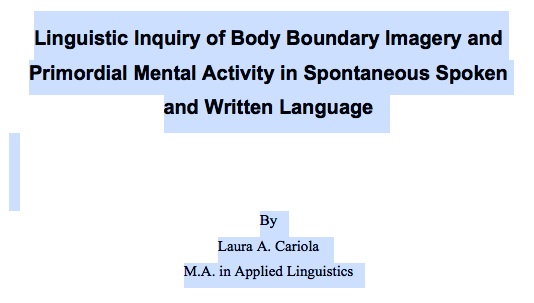 Linguistic Inquiry of Body Boundary Imagery and
Primordial Mental Activity in Spontaneous Spoken
and Written Language
By
Laura A. Cariola
M.A. in Applied Linguistics